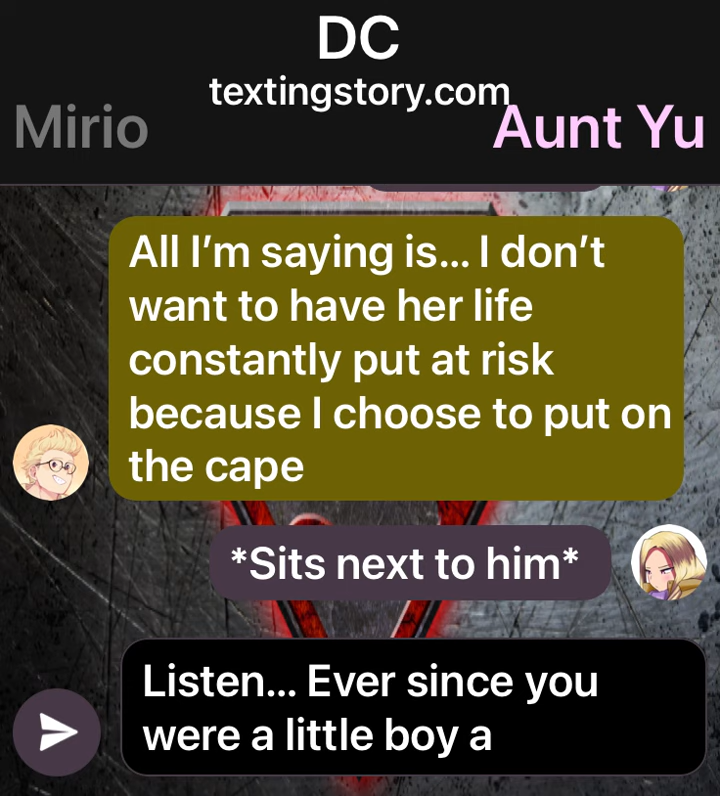 DC
textingstory.com
Mirio
Aunt Yu
All I’m saying is... I don’t
want to have her life
constantly put at risk
because I choose to put on
the cape
*Sits next to him*
Listen... Ever since you
were a little boy a